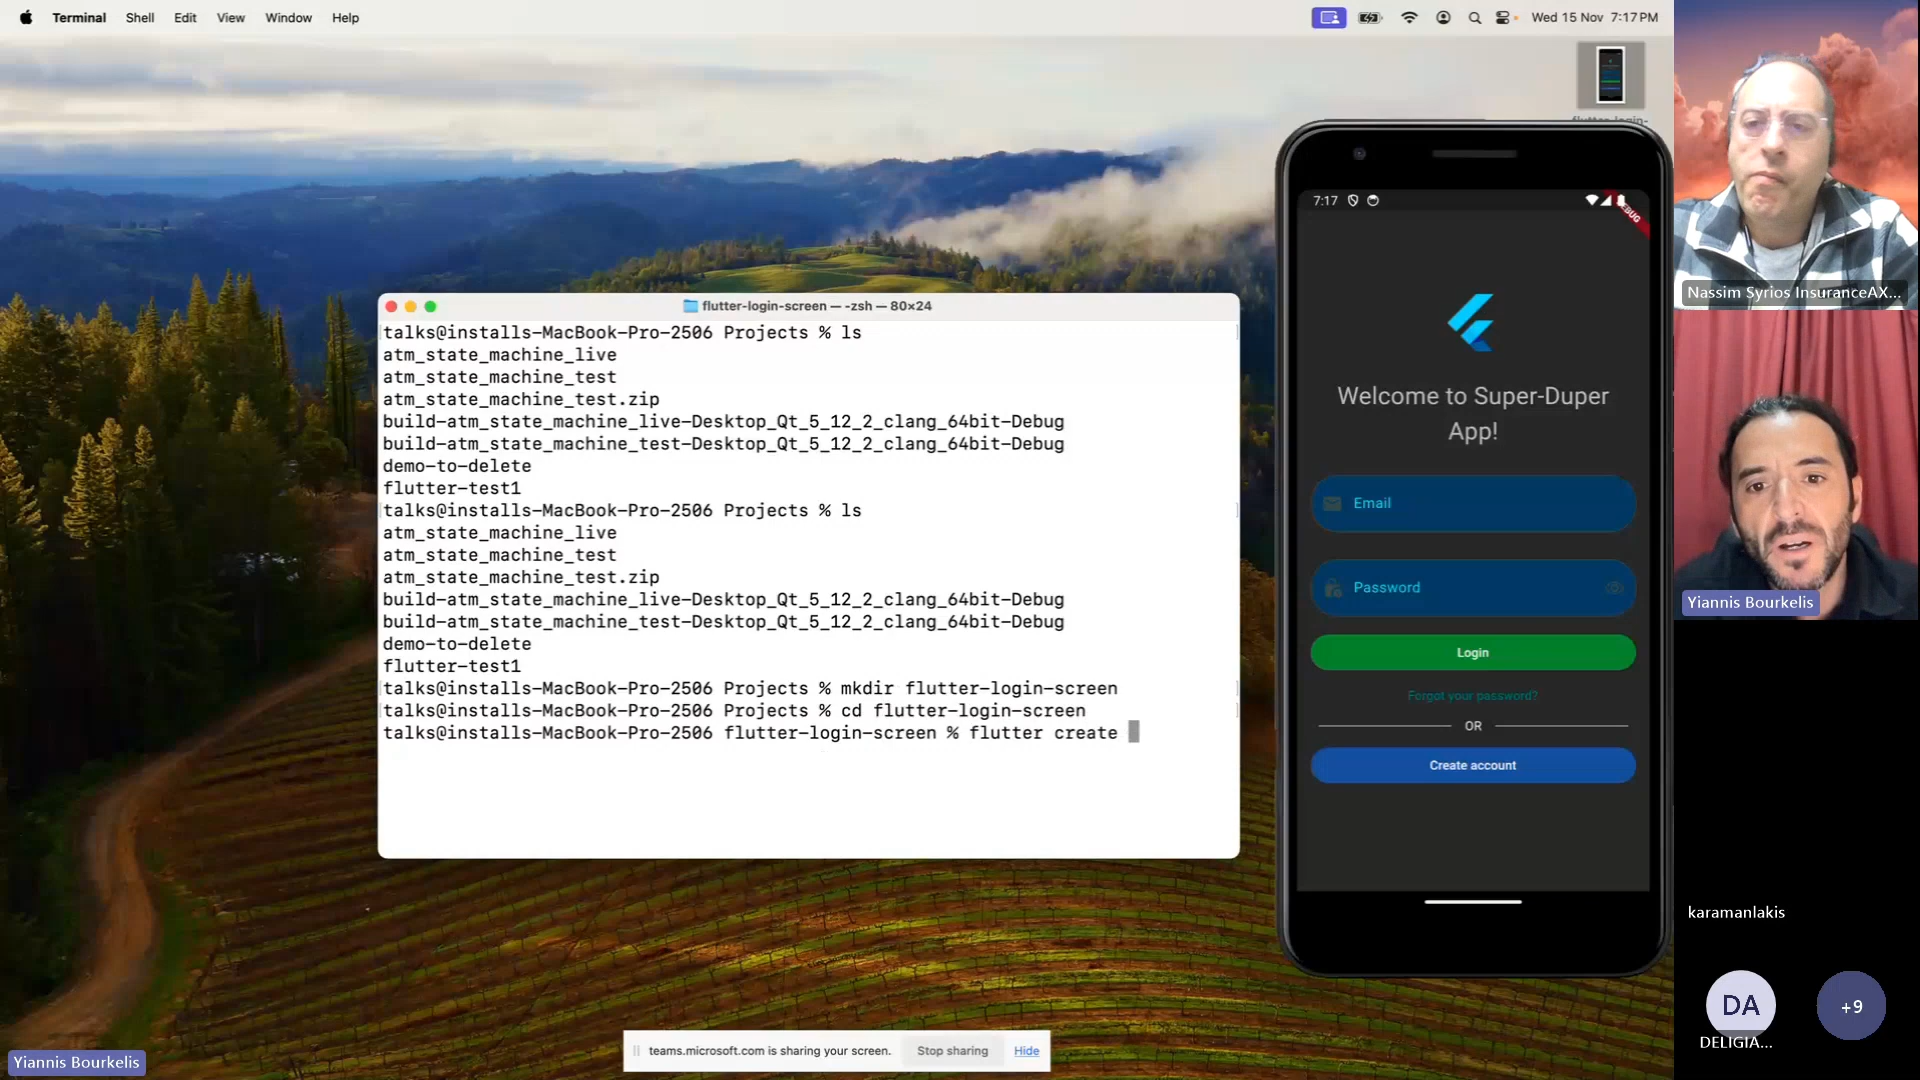 Terminal Shell Edit View Window Help
Wed 15 Nov 7:17 PM
flutter-login-screen — -zsh — 80×24
talks@installs-MacBook-Pro-2506 Projects % ls
atm_state_machine_live
atm_state_machine_test
atm_state_machine_test.zip
build-atm_state_machine_live-Desktop_Qt_5_12_2_clang_64bit-Debug
build-atm_state_machine_test-Desktop_Qt_5_12_2_clang_64bit-Debug
demo-to-delete
flutter-test1
talks@installs-MacBook-Pro-2506 Projects % ls
atm_state_machine_live
atm_state_machine_test
atm_state_machine_test.zip
build-atm_state_machine_live-Desktop_Qt_5_12_2_clang_64bit-Debug
build-atm_state_machine_test-Desktop_Qt_5_12_2_clang_64bit-Debug
demo-to-delete
flutter-test1
talks@installs-MacBook-Pro-2506 Projects % mkdir flutter-login-screen
talks@installs-MacBook-Pro-2506 Projects % cd flutter-login-screen
talks@installs-MacBook-Pro-2506 flutter-login-screen % flutter create
7:17
Welcome to Super-Duper
App!
Email
Password
Login
Forgot your password?
OR
Create account
Nassim Syrios InsuranceAX...
Yiannis Bourkelis
karamanlakis
DA
+9
DELIGIA...
teams.microsoft.com is sharing your screen. Stop sharing Hide
Yiannis Bourkelis